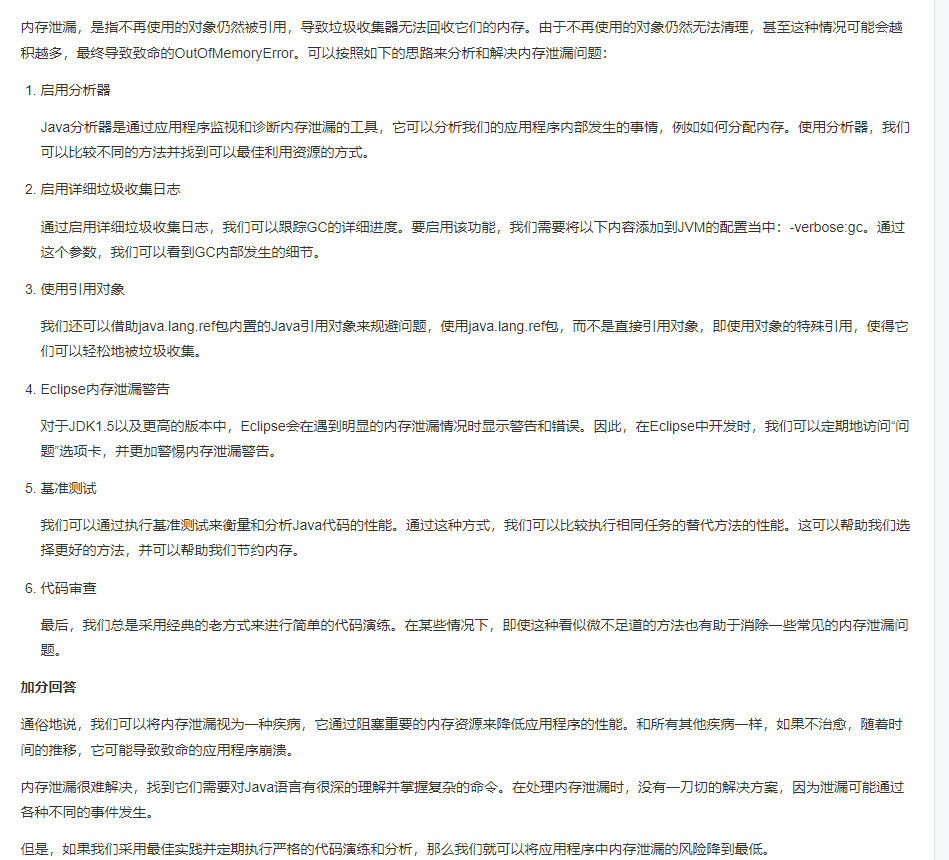 内存泄漏，是指不再使用的对象仍然被引用，导致垃圾收集器无法回收它们的内存。由于不再使用的对象仍然无法清理，甚至这种情况可能会越
积越多，最终导致致命的OutOfMemoryError。可以按照如下的思路来分析和解决内存泄漏问题：
1. 启用分析器
Java分析器是通过应用程序监视和诊断内存泄漏的工具，它可以分析我们的应用程序内部发生的事情，例如如何分配内存。使用分析器，我们
可以比较不同的方法并找到可以最佳利用资源的方式。
2. 启用详细垃圾收集日志
通过启用详细垃圾收集日志，我们可以跟踪GC的详细进度。要启用该功能，我们需要将以下内容添加到JVM的配置当中：-verbose:gc。通过
这个参数，我们可以看到GC内部发生的细节。
3. 使用引用对象
我们还可以借助java.lang.ref包内置的Java引用对象来规避问题，使用java.lang.ref包，而不是直接引用对象，即使用对象的特殊引用，使得它
们可以轻松地被垃圾收集。
4. Eclipse内存泄漏警告
对于JDK1.5以及更高的版本中，Eclipse会在遇到明显的内存泄漏情况时显示警告和错误。因此，在Eclipse中开发时，我们可以定期地访问“问
题”选项卡，并更加警惕内存泄漏警告。
5. 基准测试
我们可以通过执行基准测试来衡量和分析Java代码的性能。通过这种方式，我们可以比较执行相同任务的替代方法的性能。这可以帮助我们选
择更好的方法，并可以帮助我们节约内存。
6. 代码审查
最后，我们总是采用经典的老方式来进行简单的代码演练。在某些情况下，即使这种看似微不足道的方法也有助于消除一些常见的内存泄漏问
题。
加分回答
通俗地说，我们可以将内存泄漏视为一种疾病，它通过阻塞重要的内存资源来降低应用程序的性能。和所有其他疾病一样，如果不治愈，随着时
间的推移，它可能导致致命的应用程序崩溃。
内存泄漏很难解决，找到它们需要对Java语言有很深的理解并掌握复杂的命令。在处理内存泄漏时，没有一刀切的解决方案，因为泄漏可能通过
各种不同的事件发生。
但是，如果我们采用最佳实践并定期执行严格的代码演练和分析，那么我们就可以将应用程序中内存泄漏的风险降到最低。